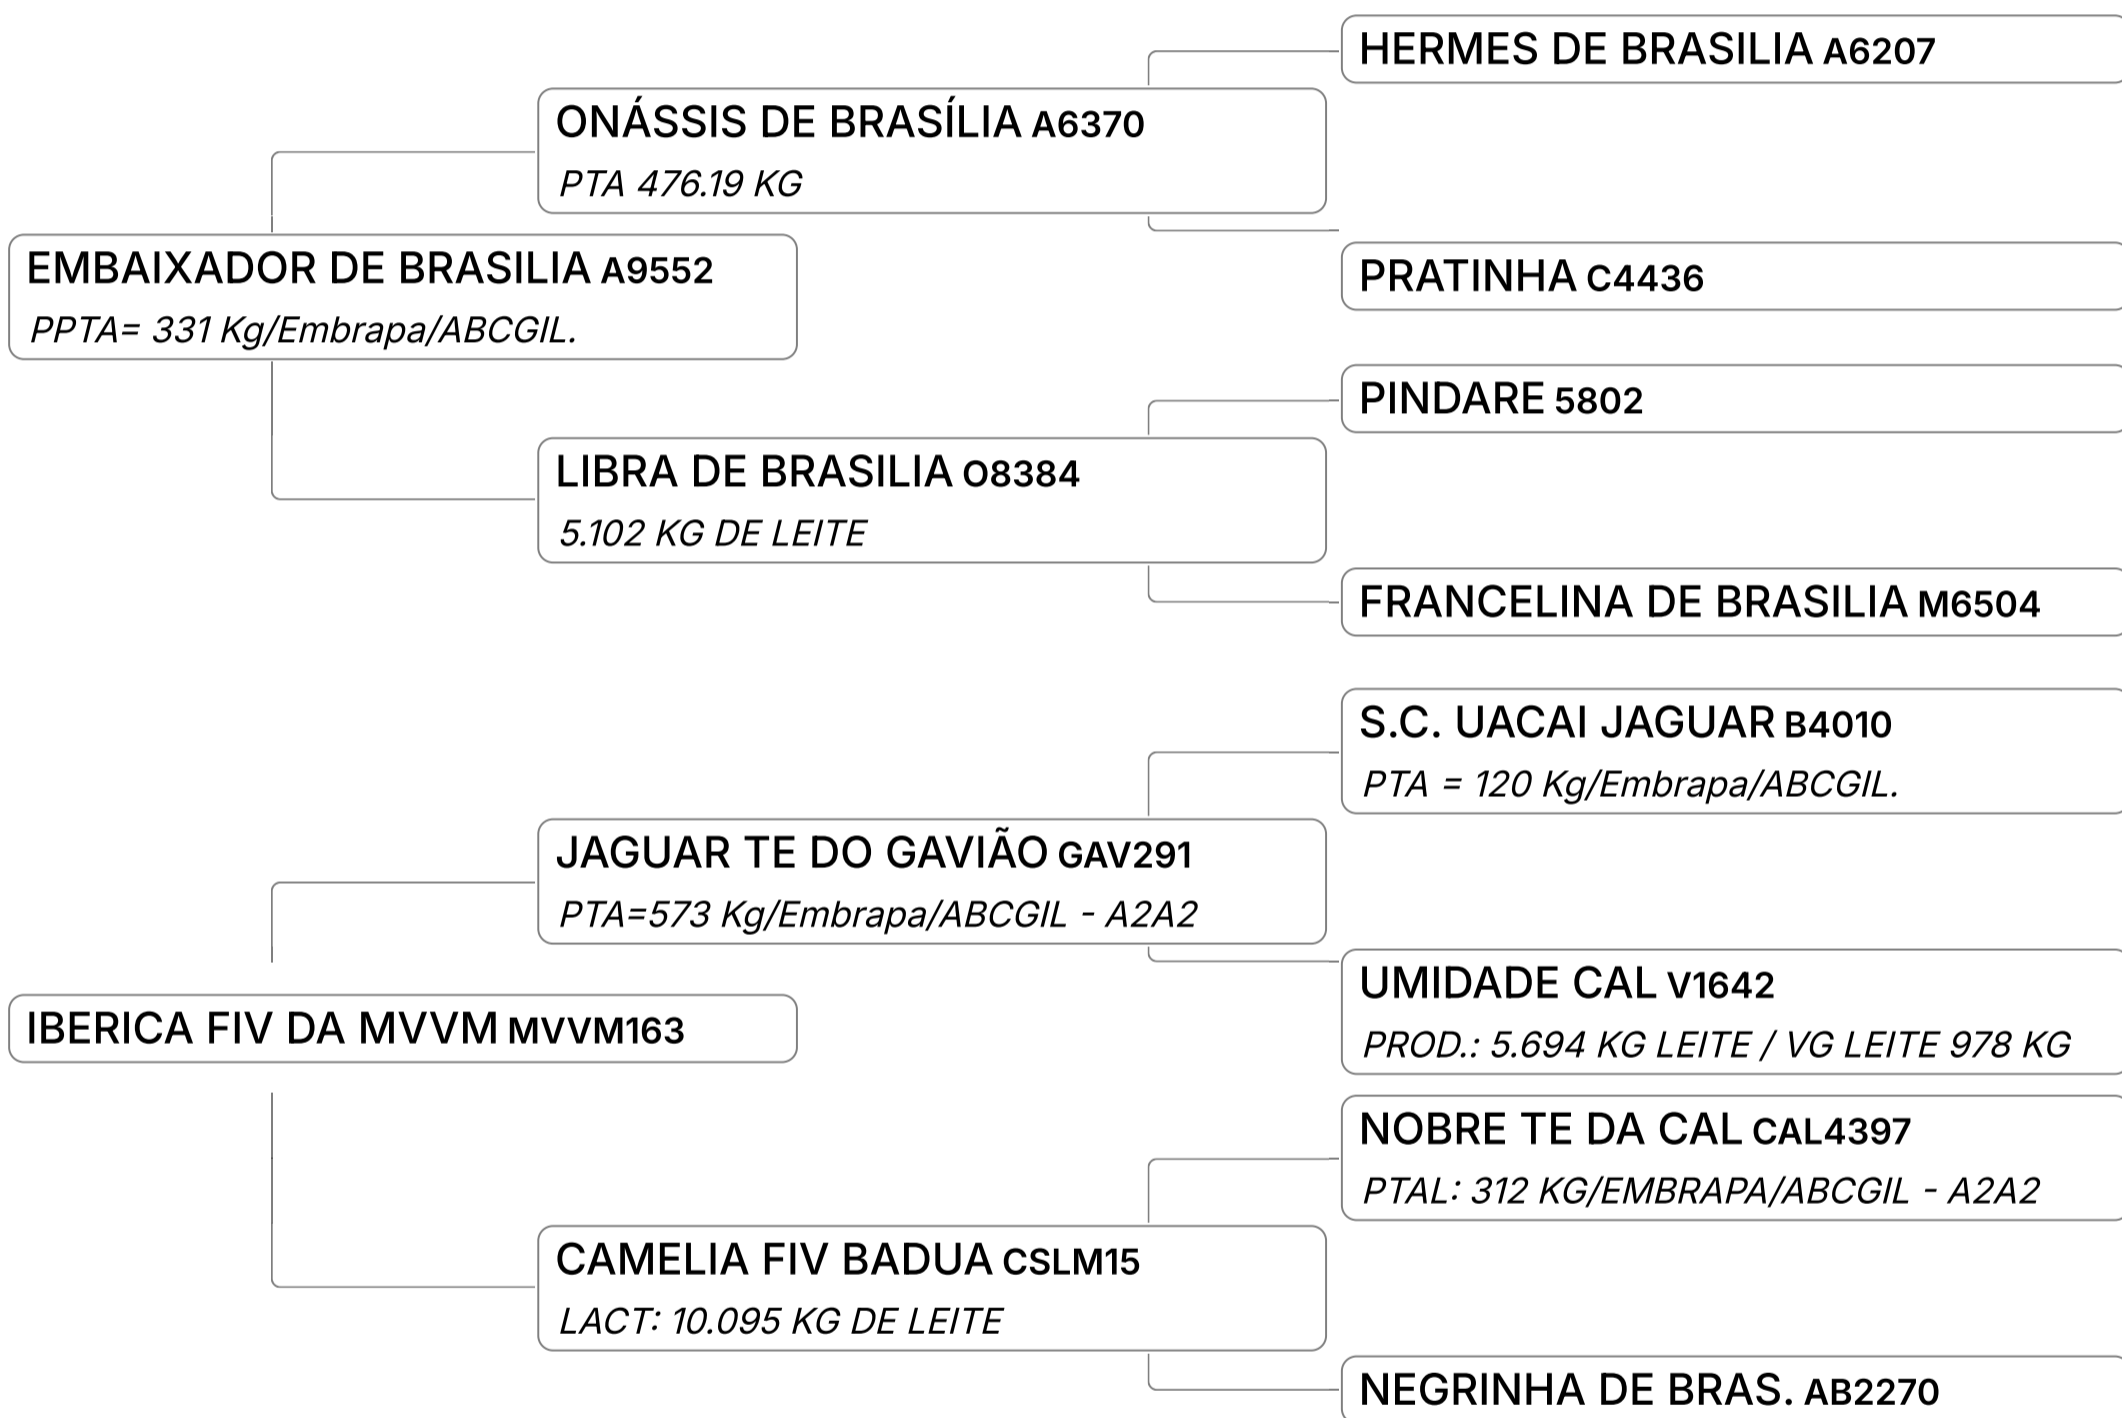 HERMES DE BRASILIA A6207
ONÁSSIS DE BRASÍLIA A6370
PTA 476.19 KG
EMBAIXADOR DE BRASILIA A9552
PPTA= 331 Kg/Embrapa/ABCGIL.
PRATINHA C4436
PINDARE 5802
LIBRA DE BRASILIA O8384
5.102 KG DE LEITE
FRANCELINA DE BRASILIA M6504
S.C. UACAI JAGUAR B4010
PTA = 120 Kg/Embrapa/ABCGIL.
JAGUAR TE DO GAVIÃO GAV291
PTA=573 Kg/Embrapa/ABCGIL - A2A2
IBERICA FIV DA MVVM MVVM163
UMIDADE CAL V1642
PROD.: 5.694 KG LEITE / VG LEITE 978 KG
NOBRE TE DA CAL CAL4397
PTAL: 312 KG/EMBRAPA/ABCGIL - A2A2
CAMELIA FIV BADUA CSLM15
LACT: 10.095 KG DE LEITE
NEGRINHA DE BRAS. AB2270